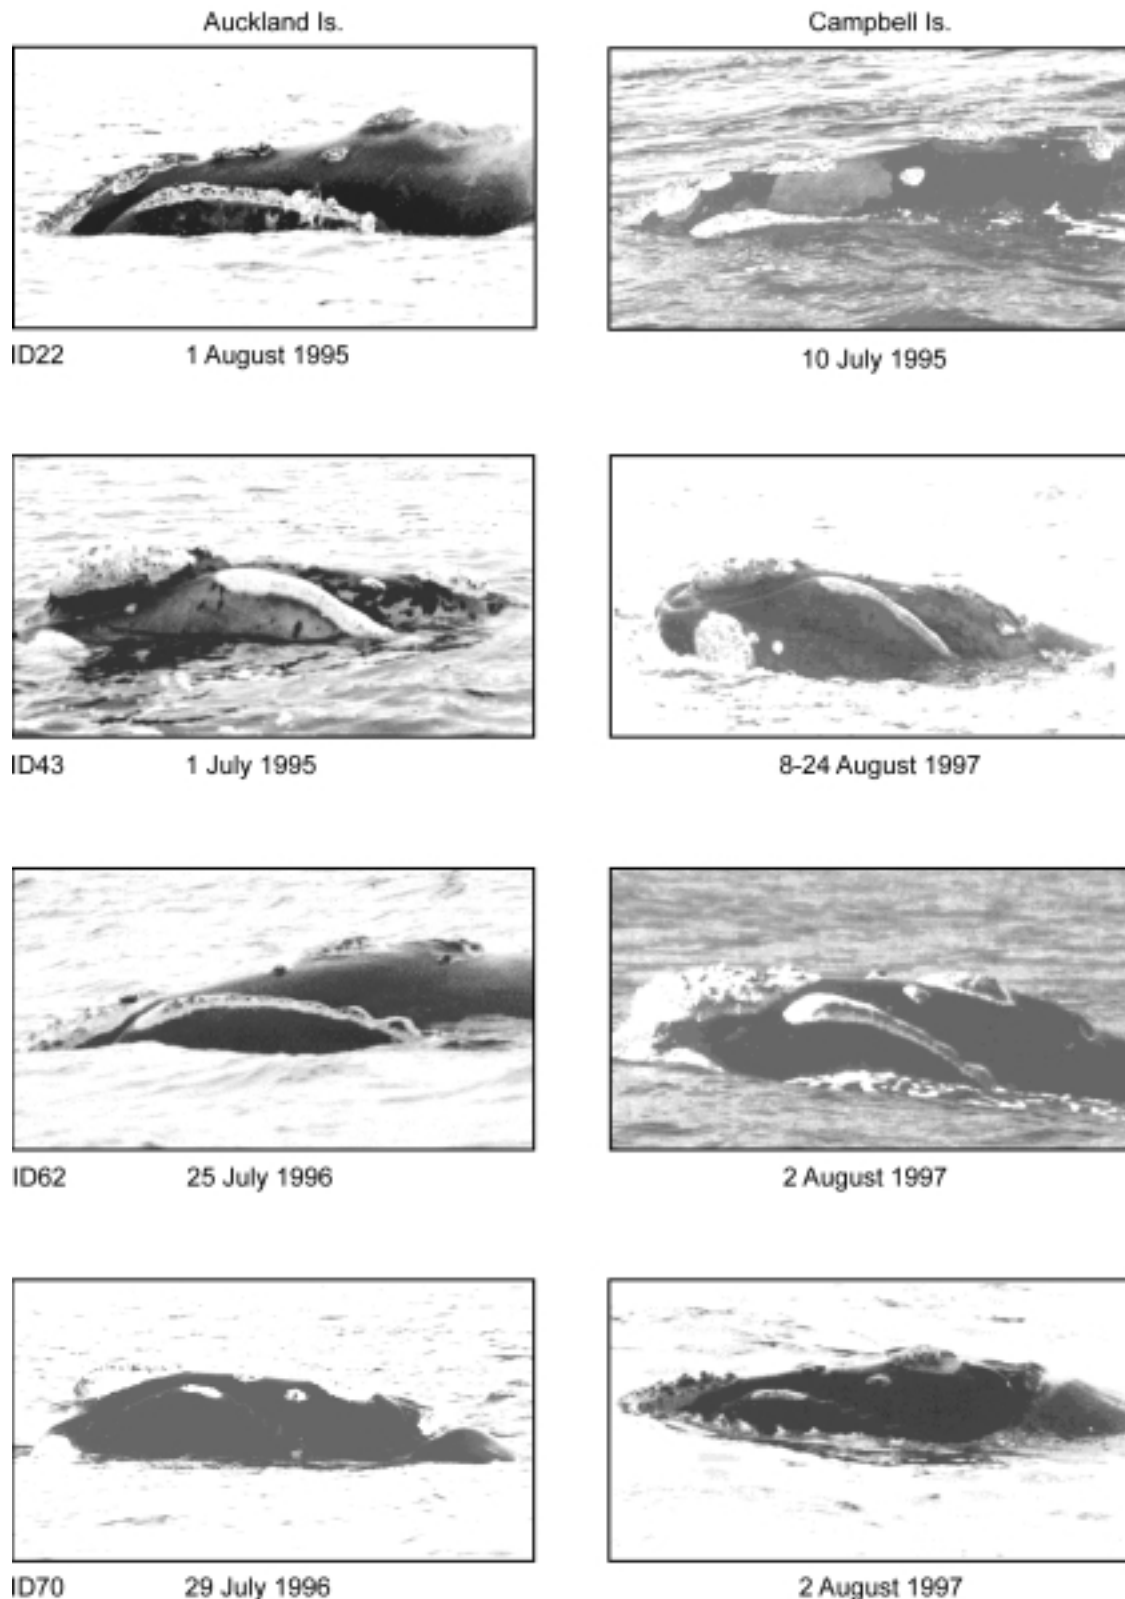 Auckland Is. Campbell Is.
ID22 1 August 1995 10 July 1995
ID43 1 July 1995 8-24 August 1997
ID62 25 July 1996 2 August 1997
ID70 29 July 1996 2 August 1997